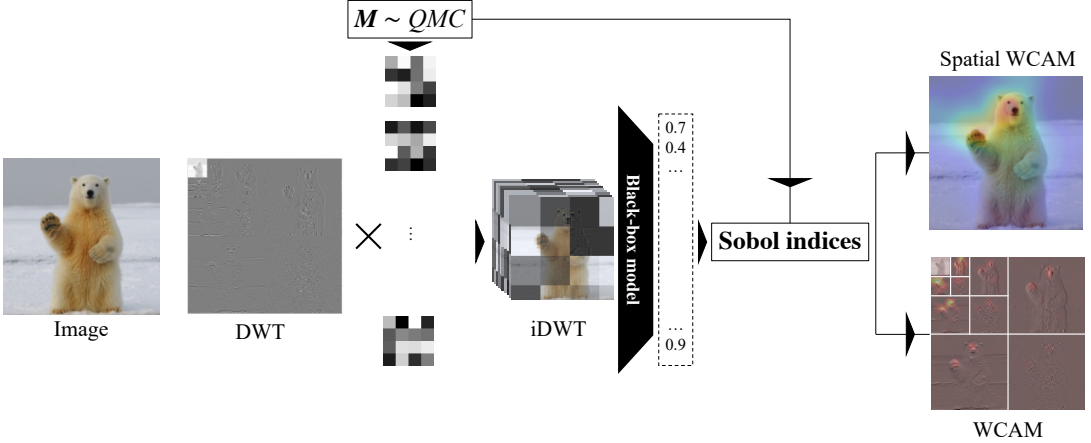 M ~ QMC
Spatial WCAM
0.7
0.4
...
Black-box model
Sobol indices
...
0.9
Image
DWT
iDWT
WCAM